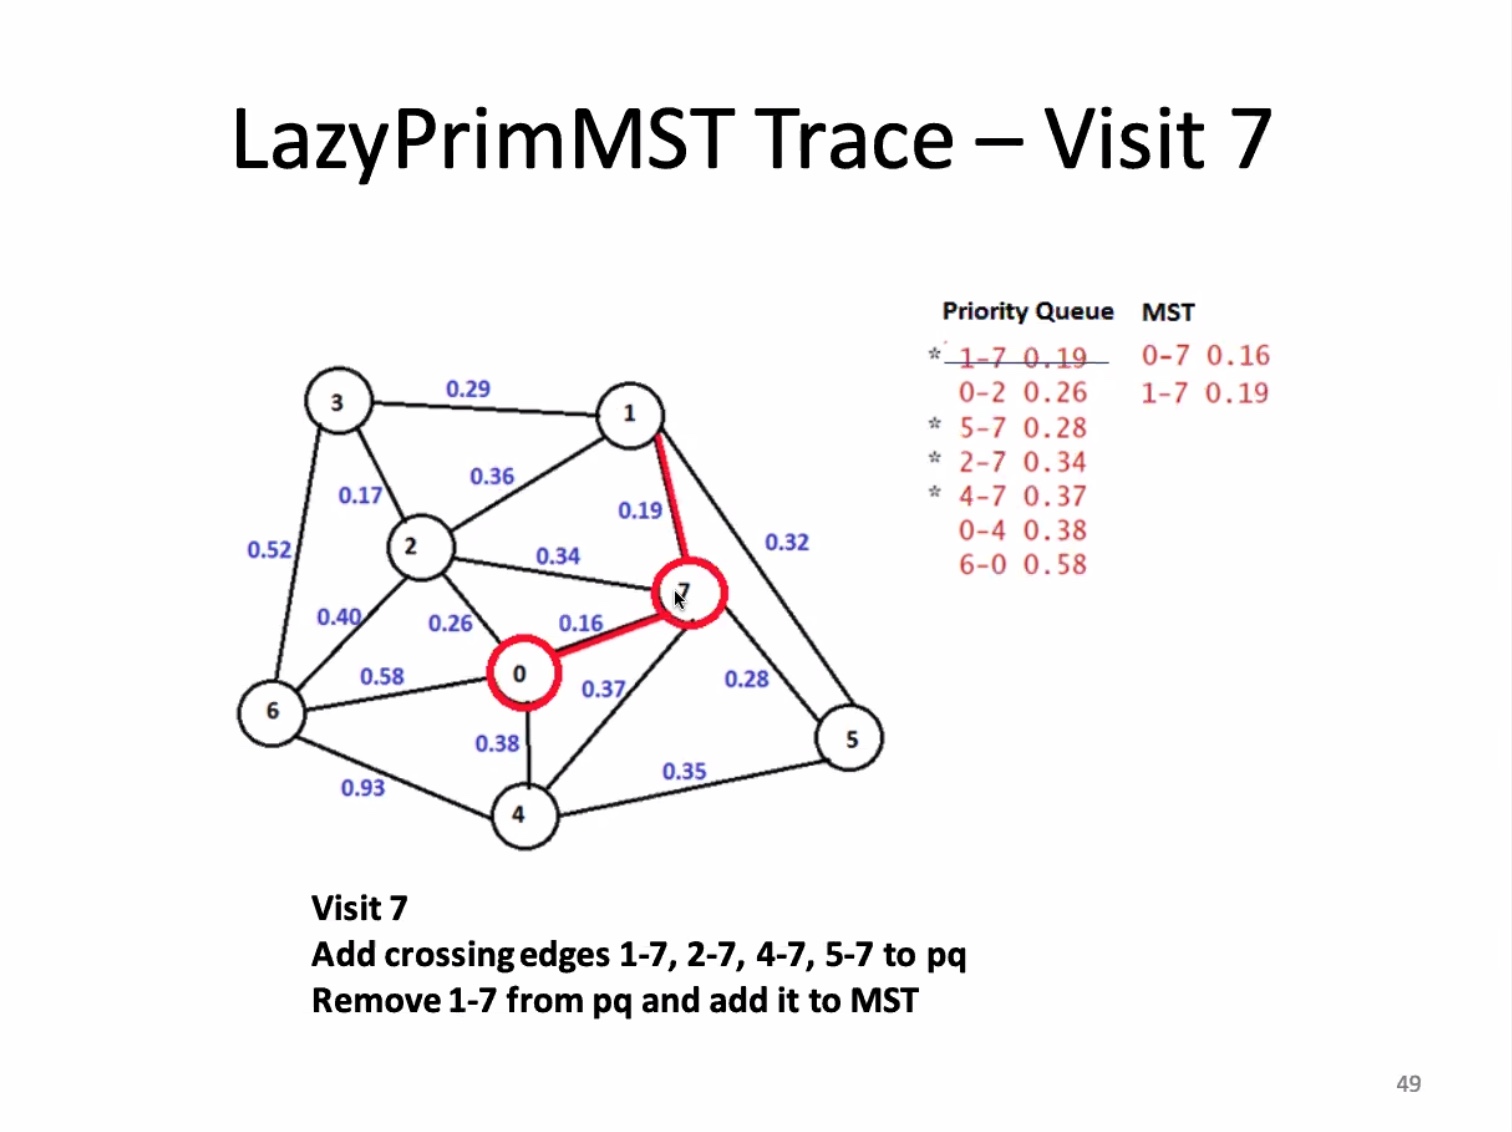 LazyPrimMST Trace – Visit 7
Priority Queue MST
* 1-7 0.19 0-7 0.16
0-2 0.26 1-7 0.19
* 5-7 0.28
* 2-7 0.34
* 4-7 0.37
0-4 0.38
6-0 0.58
0.29
3
1
0.36
0.17
0.19
0.32
2
0.52
0.34
7
0.40
0.26
0.16
0.58
0
0.37
0.28
6
0.38
5
0.35
0.93
4
Visit 7
Add crossing edges 1-7, 2-7, 4-7, 5-7 to pq
Remove 1-7 from pq and add it to MST
49